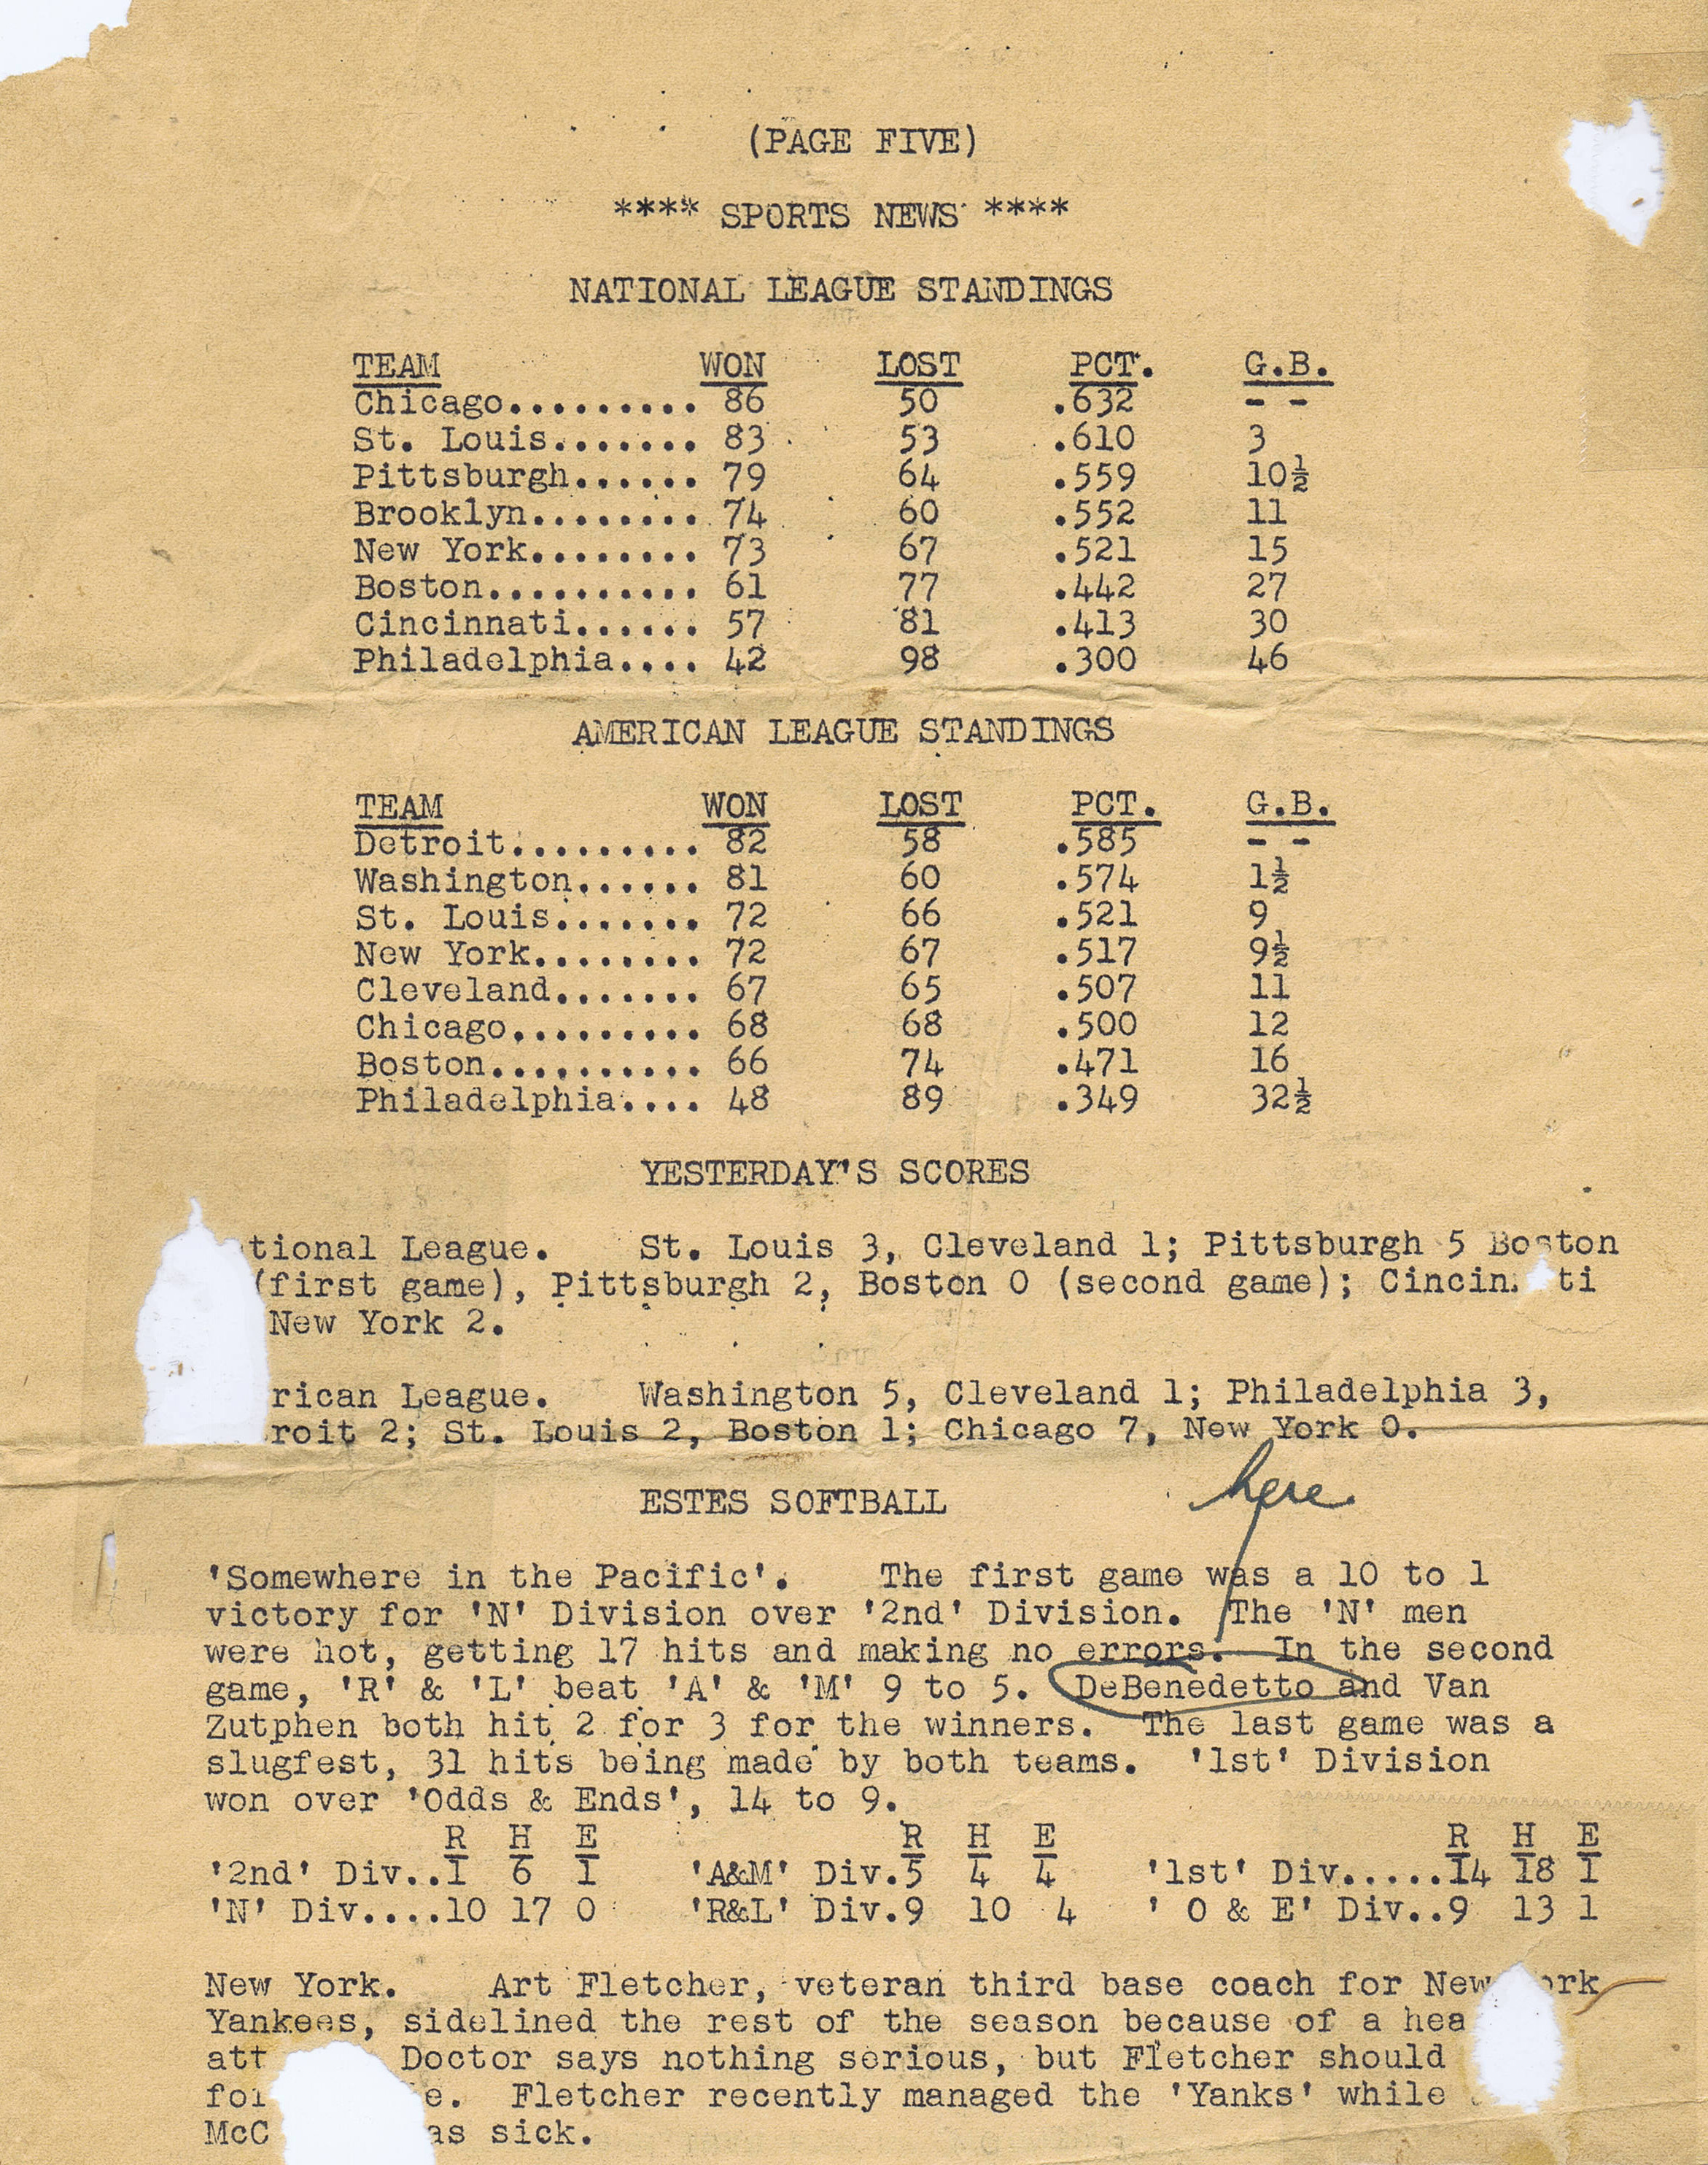 (PAGE FIVE)
**** SPORTS NEWS ****
NATIONAL LEAGUE STANDINGS
TEAM WON LOST PCT. G.B.
Chicago......... 86 50 .632 - -
St. Louis....... 83 53 .610 3
Pittsburgh...... 79 64 .559 10½
Brooklyn........ 74 60 .552 11
New York........ 73 67 .521 15
Boston.......... 61 77 .442 27
Cincinnati...... 57 81 .413 30
Philadelphia.... 42 98 .300 46
AMERICAN LEAGUE STANDINGS
TEAM WON LOST PCT. G.B.
Detroit......... 82 58 .585 - -
Washington...... 81 60 .574 1½
St. Louis....... 72 66 .521 9
New York........ 72 67 .517 9½
Cleveland....... 67 65 .507 11
Chicago......... 68 68 .500 12
Boston.......... 66 74 .471 16
Philadelphia.... 48 89 .349 32½
YESTERDAY'S SCORES
tional League. St. Louis 3, Cleveland 1; Pittsburgh 5 Boston
(first game), Pittsburgh 2, Boston 0 (second game); Cincin ti
New York 2.
rican League. Washington 5, Cleveland 1; Philadelphia 3,
roit 2; St. Louis 2, Boston 1; Chicago 7, New York 0.
here
ESTES SOFTBALL
'Somewhere in the Pacific'. The first game was a 10 to 1
victory for 'N' Division over '2nd' Division. The 'N' men
were hot, getting 17 hits and making no errors. In the second
game, 'R' & 'L' beat 'A' & 'M' 9 to 5. DeBenedetto and Van
Zutphen both hit 2 for 3 for the winners. The last game was a
slugfest, 31 hits being made by both teams. '1st' Division
won over 'Odds & Ends', 14 to 9.
R H E R H E R H E
'2nd' Div..1 6 1 'A&M' Div.5 4 4 '1st' Div.....14 18 1
'N' Div....10 17 0 'R&L' Div.9 10 4 ' O & E' Div..9 13 1
New York. Art Fletcher, veteran third base coach for New ork
Yankees, sidelined the rest of the season because of a hea
att Doctor says nothing serious, but Fletcher should
for e. Fletcher recently managed the 'Yanks' while
McC as sick.